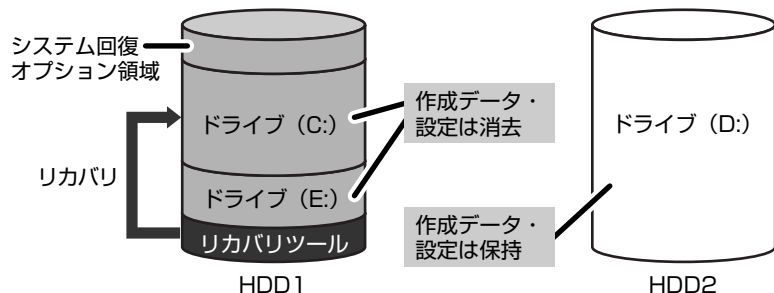 システム回復
オプション領域
ドライブ（C:）
リカバリ
ドライブ（E:）
リカバリツール
HDD1
作成データ・
設定は消去
作成データ・
設定は保持
ドライブ（D:）
HDD2